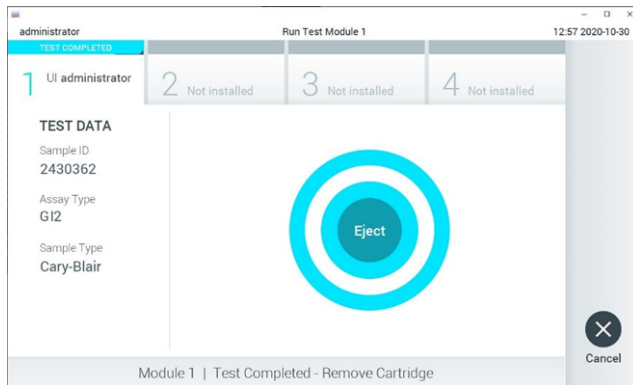 administrator Run Test Module 1 12:57 2020-10-30
TEST COMPLETED
1 UI administrator 2 Not installed 3 Not installed 4 Not installed
TEST DATA
Sample ID
2430362
Assay Type
GI2
Sample Type
Cary-Blair
Eject
Cancel
Module 1 | Test Completed - Remove Cartridge